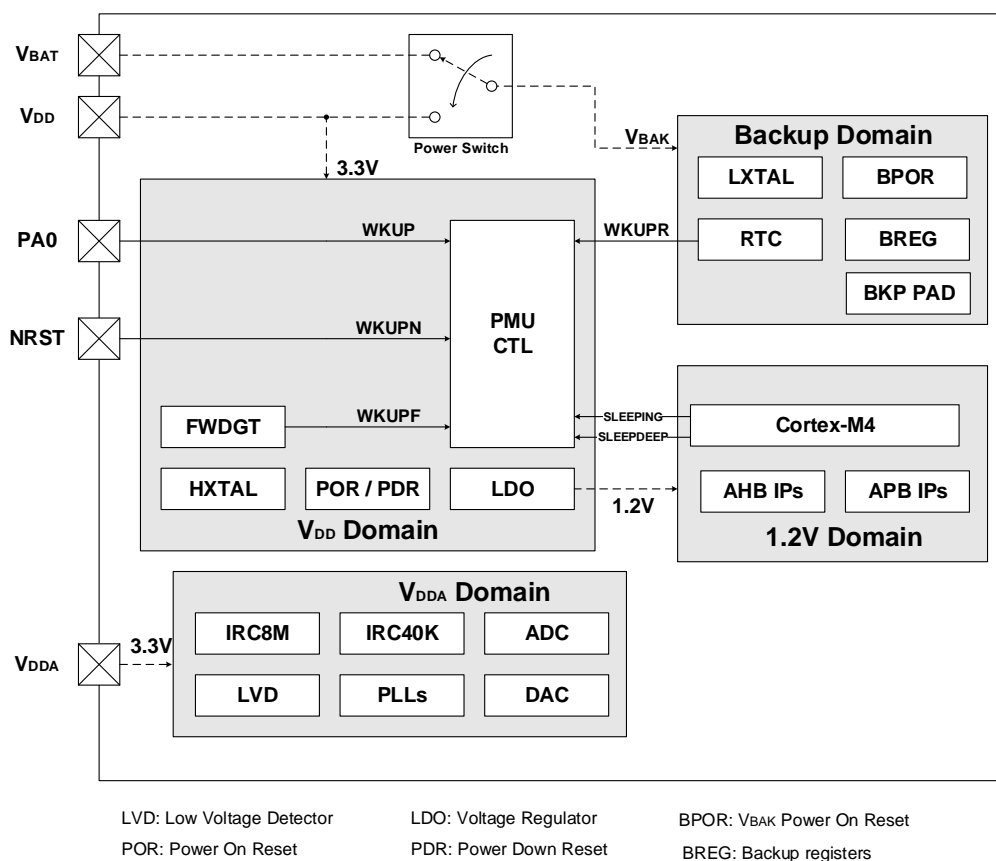 VBAT
VDD
Power Switch
3.3V
VBAK
Backup Domain
LXTAL
BPOR
RTC
BREG
BKP PAD
PA0
WKUP
WKUPR
NRST
WKUPN
PMU
CTL
FWDGT
WKUPF
SLEEPING
SLEEPDEEP
Cortex-M4
HXTAL
POR / PDR
LDO
1.2V
AHB IPs
APB IPs
VDD Domain
1.2V Domain
VDDA Domain
VDDA
3.3V
IRC8M
IRC40K
ADC
LVD
PLLs
DAC
LVD: Low Voltage Detector
LDO: Voltage Regulator
BPOR: VBAK Power On Reset
POR: Power On Reset
PDR: Power Down Reset
BREG: Backup registers